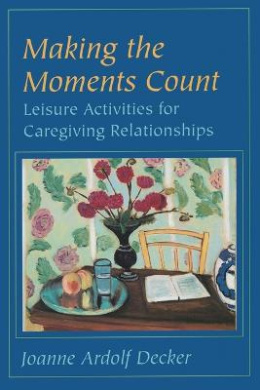 Making the
Moments Count
Leisure Activities for
Caregiving Relationships
Joanne Ardolf Decker